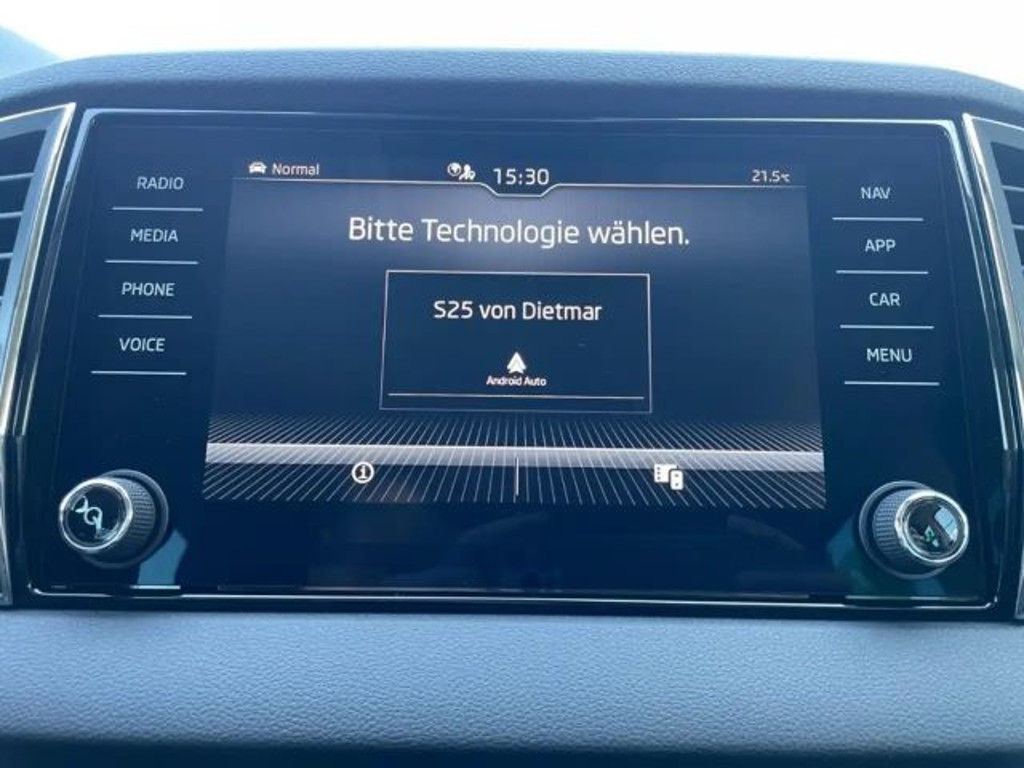 RADIO
MEDIA
PHONE
VOICE
Normal
15:30
21.5°C
Bitte Technologie wählen.
S25 von Dietmar
Android Auto
NAV
APP
CAR
MENU